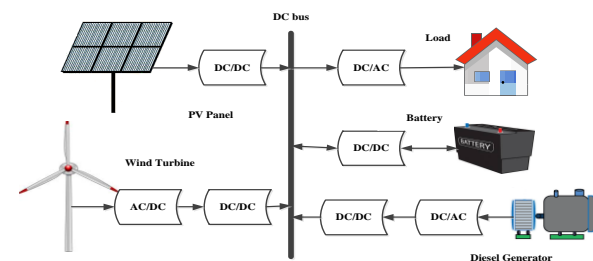 DC bus
Load
DC/DC
DC/AC
PV Panel
Battery
DC/DC
BATTERY
Wind Turbine
AC/DC
DC/DC
DC/DC
DC/AC
Diesel Generator